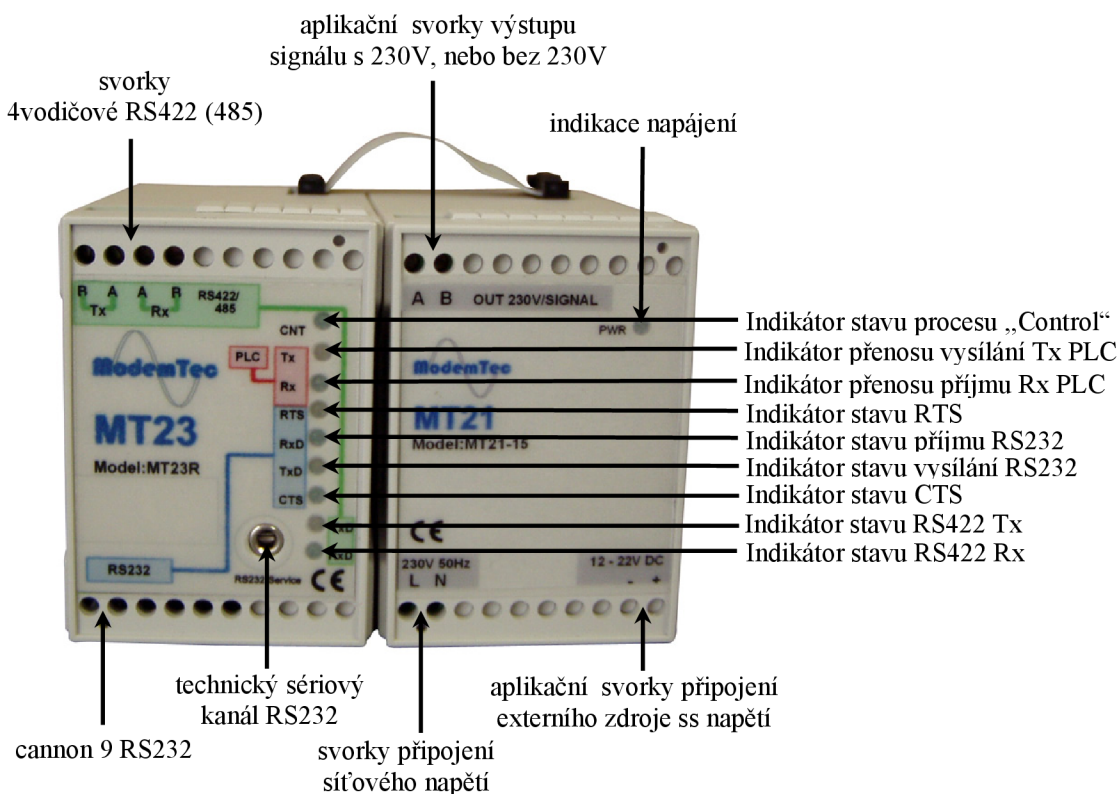 aplikační svorky výstupu
signálu s 230V, nebo bez 230V
svorky
4vodičové RS422 (485)
indikace napájení
B A A B RS422/
Tx Rx 485
CNT
PLC Tx
Rx
ModemTec
RTS
MT23
RxD
Model:MT23R
TxD
CTS
RS232
RS232 Service
CE
A B OUT 230V/SIGNAL
PWR
ModemTec
MT21
Model:MT21-15
CE
230V 50Hz
L N
12 - 22V DC
- +
Indikátor stavu procesu „Control“
Indikátor přenosu vysílání Tx PLC
Indikátor přenosu příjmu Rx PLC
Indikátor stavu RTS
Indikátor stavu příjmu RS232
Indikátor stavu vysílání RS232
Indikátor stavu CTS
Indikátor stavu RS422 Tx
Indikátor stavu RS422 Rx
technický sériový
kanál RS232
aplikační svorky připojení
externího zdroje ss napětí
cannon 9 RS232
svorky připojení
síťového napětí